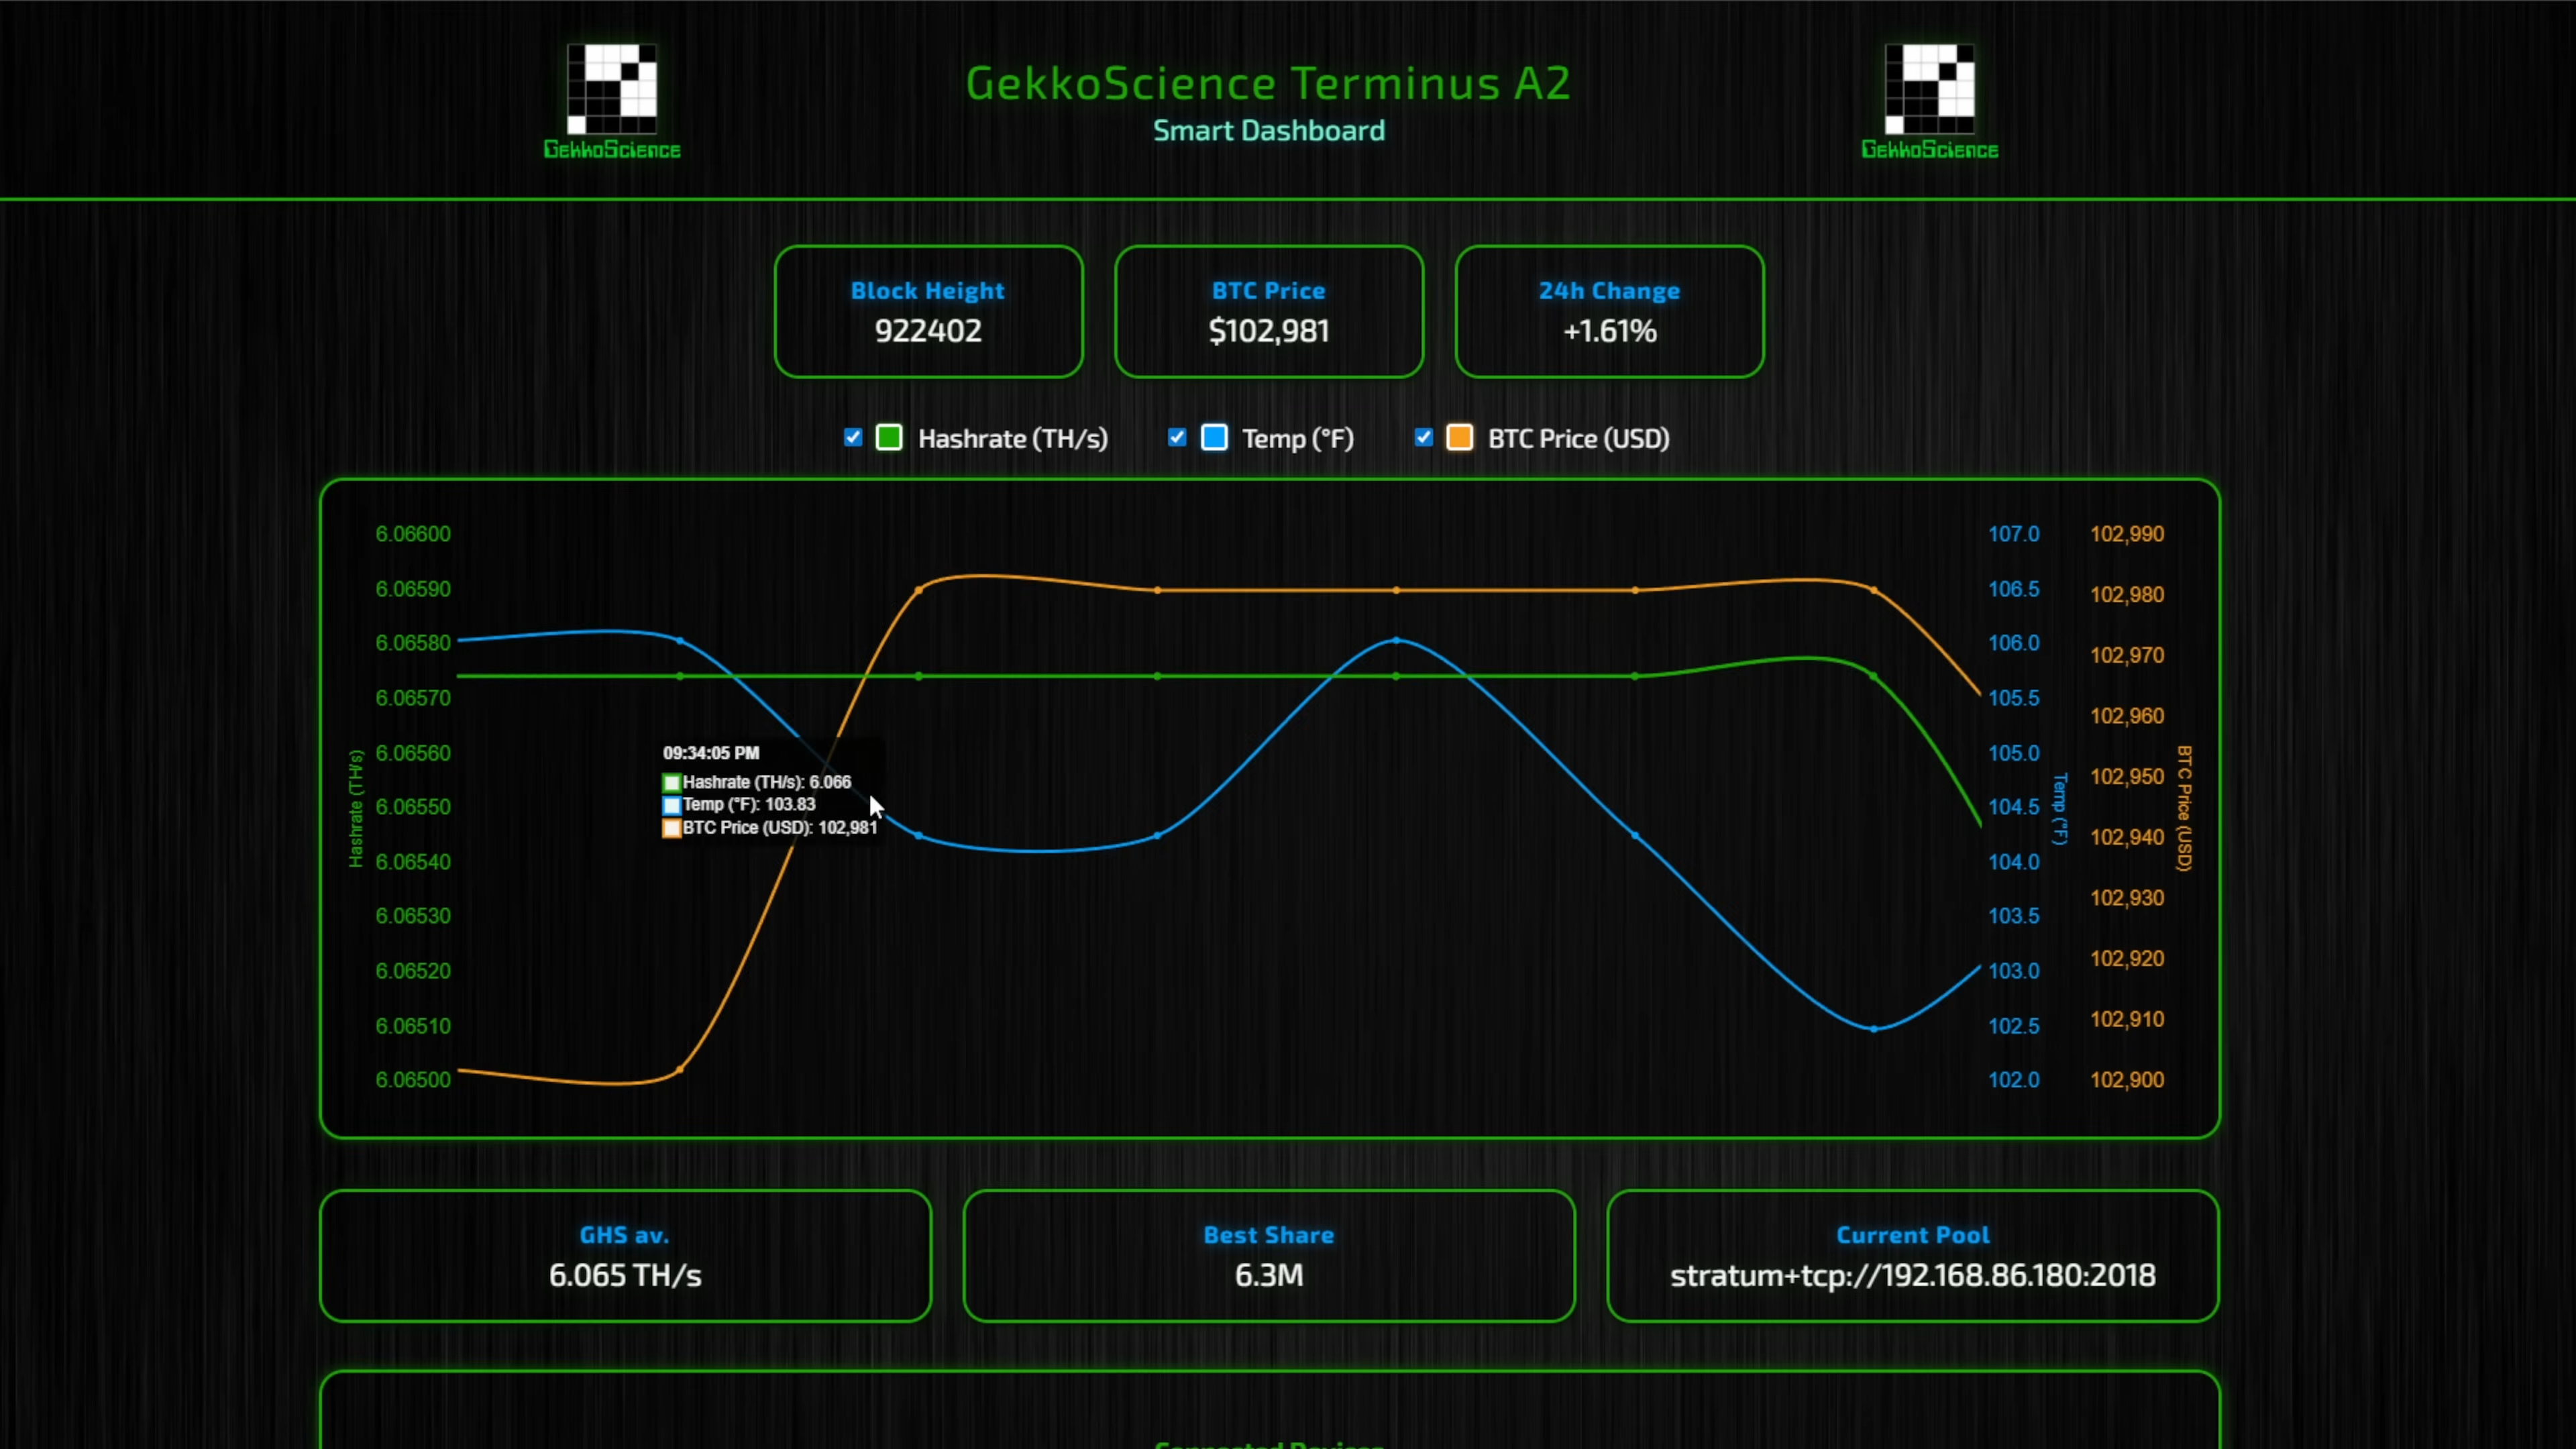 GekkoScience Terminus A2
Smart Dashboard
GekkoScience
GekkoScience
Block Height
922402
BTC Price
$102,981
24h Change
+1.61%
Hashrate (TH/s)
Temp (°F)
BTC Price (USD)
6.06600
6.06590
6.06580
6.06570
6.06560
6.06550
6.06540
6.06530
6.06520
6.06510
6.06500
Hashrate (TH/s)
09:34:05 PM
Hashrate (TH/s): 6.066
Temp (°F): 103.83
BTC Price (USD): 102,981
107.0
106.5
106.0
105.5
105.0
104.5
104.0
103.5
103.0
102.5
102.0
Temp (°F)
102,990
102,980
102,970
102,960
102,950
102,940
102,930
102,920
102,910
102,900
BTC Price (USD)
GHS av.
6.065 TH/s
Best Share
6.3M
Current Pool
stratum+tcp://192.168.86.180:2018
Connected Devices